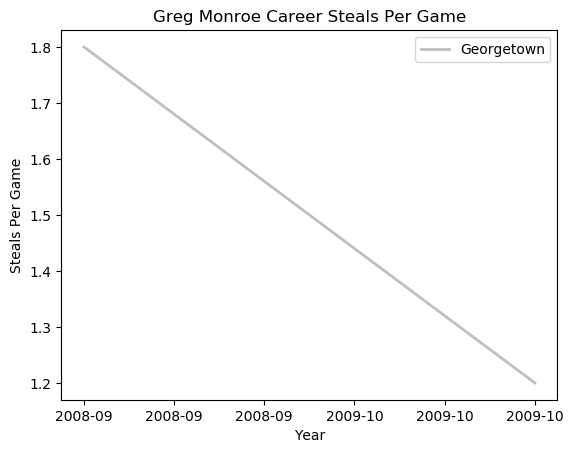 Greg Monroe Career Steals Per Game
Georgetown
1.8
1.7
1.6
1.5
1.4
1.3
1.2
Steals Per Game
2008-09 2008-09 2008-09 2009-10 2009-10 2009-10
Year